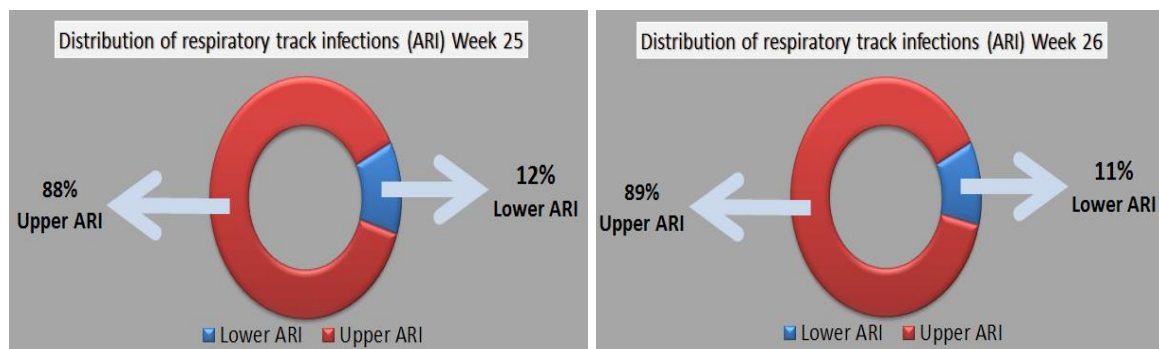 Distribution of respiratory track infections (ARI) Week 25
88%
Upper ARI
12%
Lower ARI
Lower ARI Upper ARI
Distribution of respiratory track infections (ARI) Week 26
89%
Upper ARI
11%
Lower ARI
Lower ARI Upper ARI